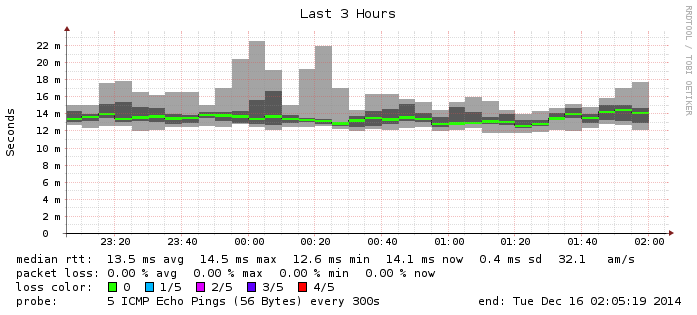 Last 3 Hours
RRDTOOL / TOBI OETIKER
Seconds
22 m
20 m
18 m
16 m
14 m
12 m
10 m
8 m
6 m
4 m
2 m
0
23:20 23:40 00:00 00:20 00:40 01:00 01:20 01:40 02:00
median rtt: 13.5 ms avg 14.5 ms max 12.6 ms min 14.1 ms now 0.4 ms sd 32.1 am/s
packet loss: 0.00 % avg 0.00 % max 0.00 % min 0.00 % now
loss color: 0 1/5 2/5 3/5 4/5
probe: 5 ICMP Echo Pings (56 Bytes) every 300s end: Tue Dec 16 02:05:19 2014